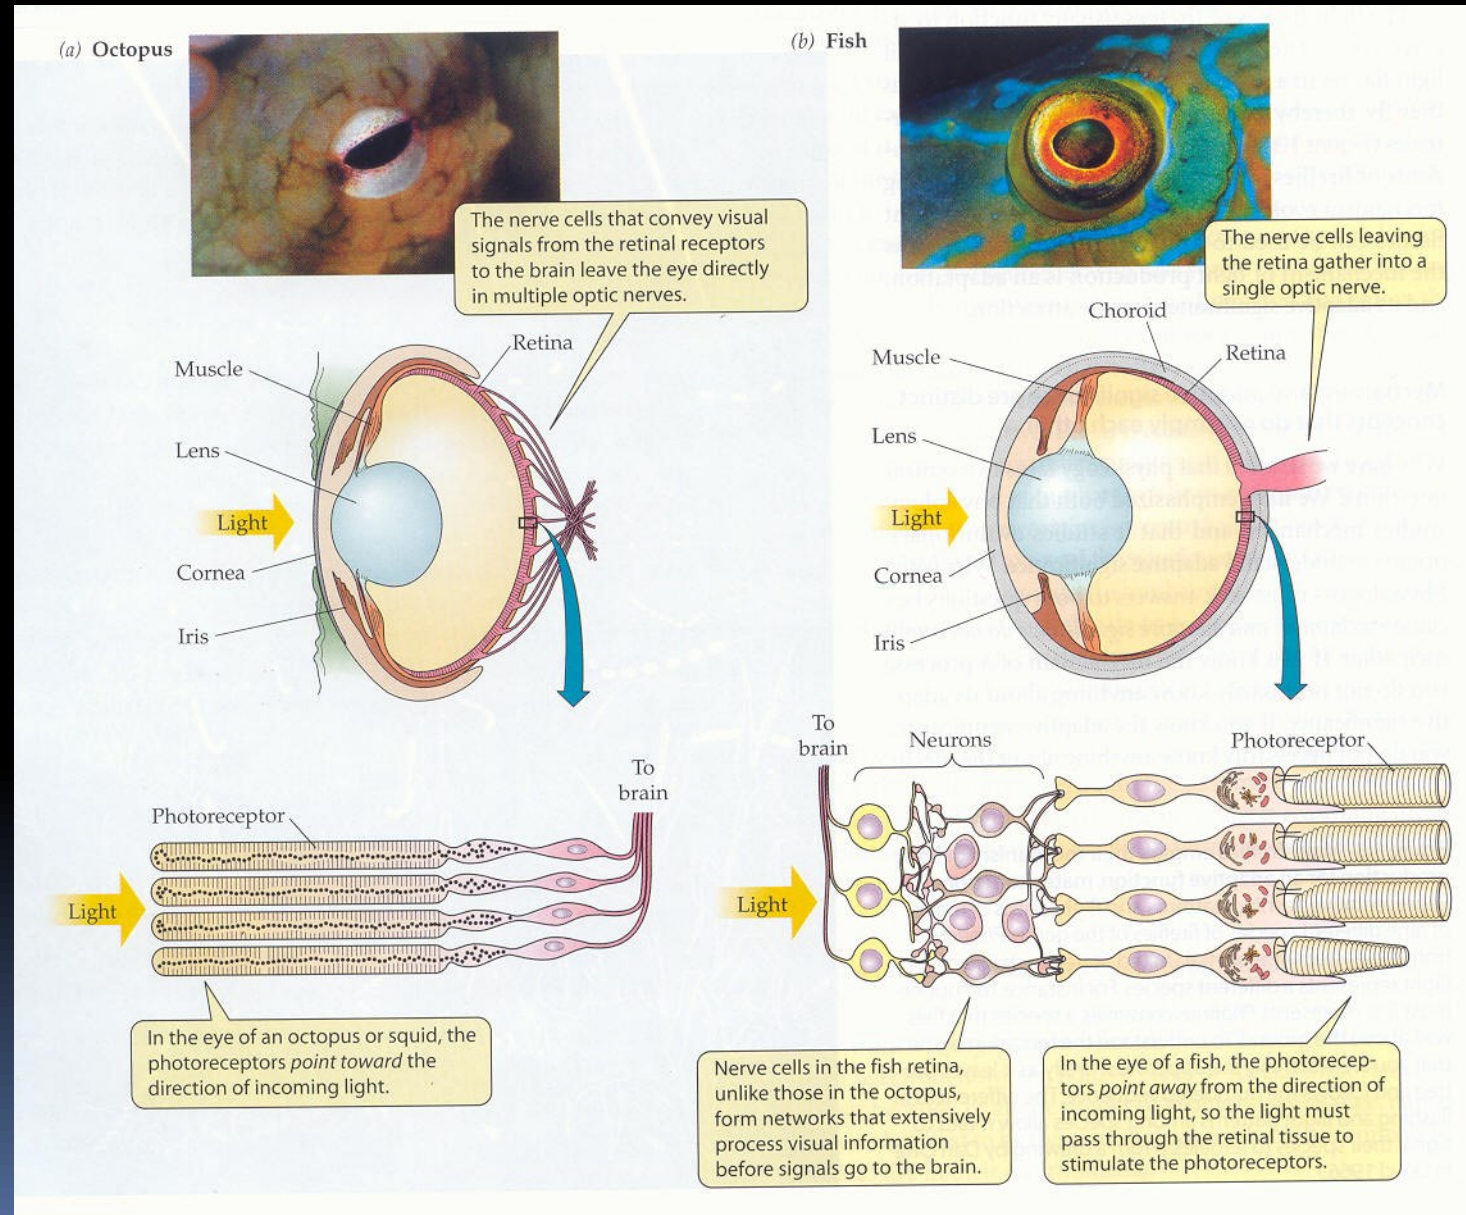 (a) Octopus
The nerve cells that convey visual
signals from the retinal receptors
to the brain leave the eye directly
in multiple optic nerves.
Retina
Muscle
Lens
Light
Cornea
Iris
To
brain
Photoreceptor
Light
In the eye of an octopus or squid, the
photoreceptors point toward the
direction of incoming light.
(b) Fish
The nerve cells leaving
the retina gather into a
single optic nerve.
Choroid
Muscle
Retina
Lens
Light
Cornea
Iris
To
brain
Neurons
Photoreceptor
Light
Nerve cells in the fish retina,
unlike those in the octopus,
form networks that extensively
process visual information
before signals go to the brain.
In the eye of a fish, the photorecep-
tors point away from the direction of
incoming light, so the light must
pass through the retinal tissue to
stimulate the photoreceptors.